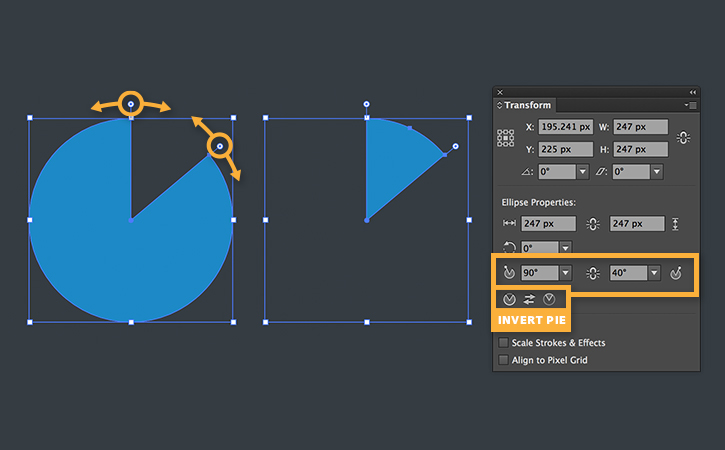 Transform
X: 195.241 px W: 247 px
Y: 225 px H: 247 px
0° 0°
Ellipse Properties:
247 px 247 px
0°
90° 40°
INVERT PIE
Scale Strokes & Effects
Align to Pixel Grid